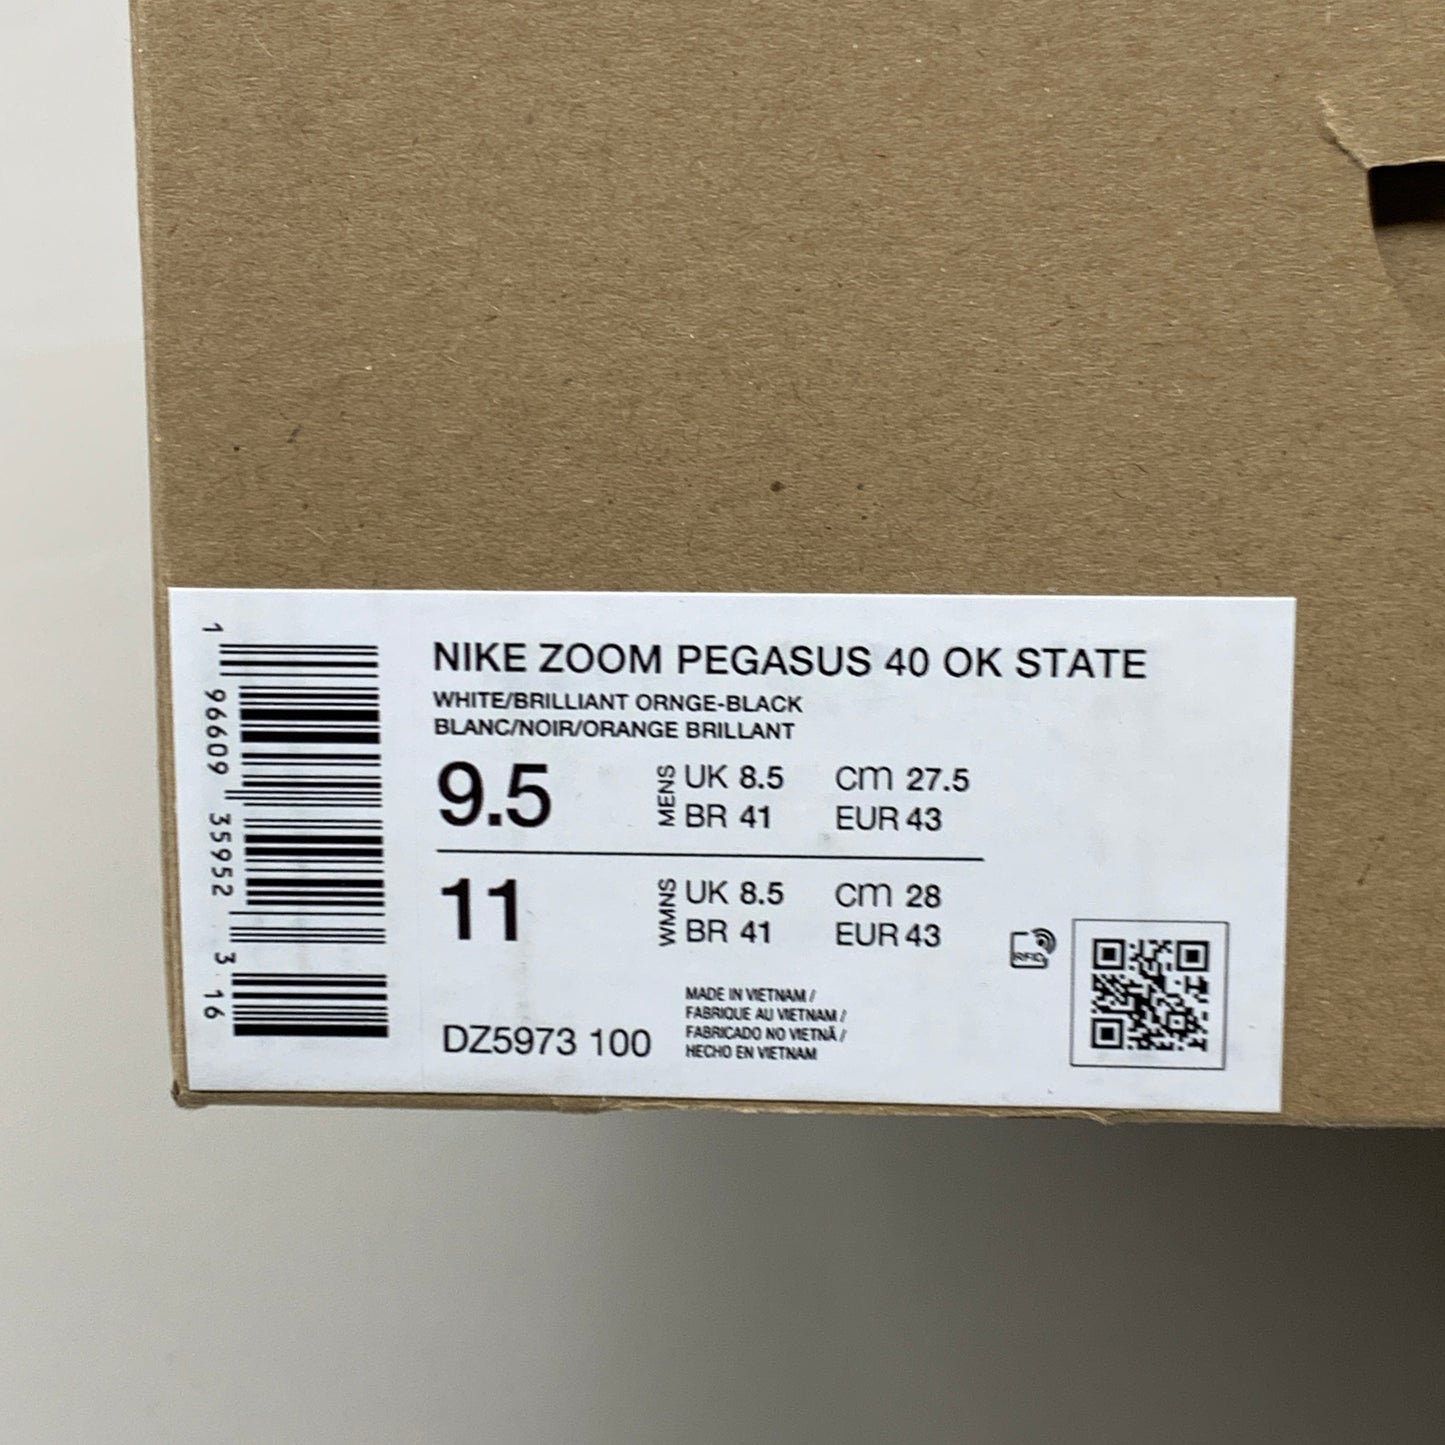 1 96609 35952 3 16
NIKE ZOOM PEGASUS 40 OK STATE
WHITE/BRILLIANT ORNGE-BLACK
BLANC/NOIR/ORANGE BRILLANT
9.5 MENS UK 8.5 cm 27.5
BR 41 EUR 43
11 WMNS UK 8.5 cm 28
BR 41 EUR 43
RFID
DZ5973 100
MADE IN VIETNAM /
FABRIQUE AU VIETNAM /
FABRICADO NO VIETNÃ /
HECHO EN VIETNAM